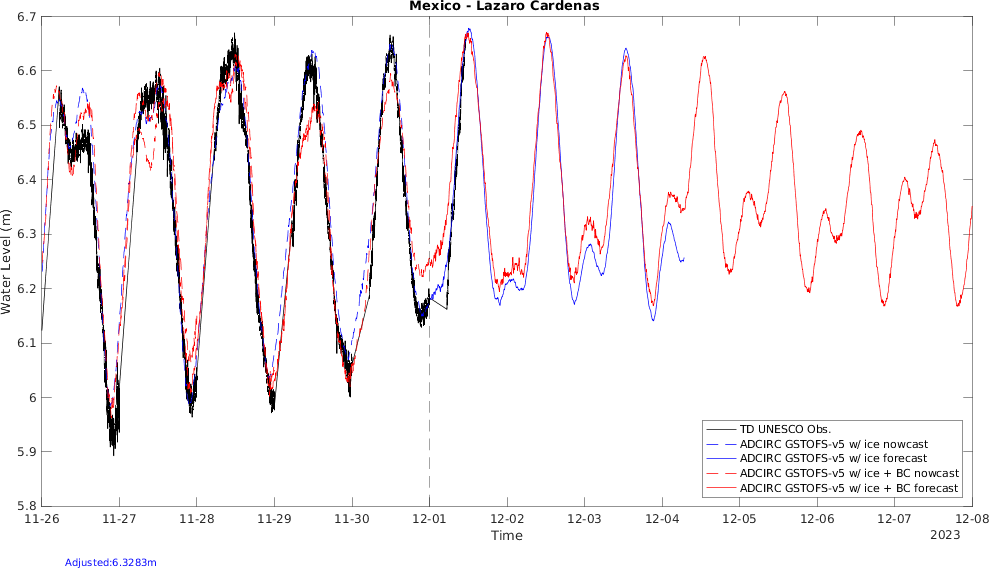 Mexico - Lazaro Cardenas
6.7
6.6
6.5
6.4
6.3
6.2
6.1
6
5.9
5.8
Water Level (m)
TD UNESCO Obs.
ADCIRC GSTOFS-v5 w/ ice nowcast
ADCIRC GSTOFS-v5 w/ ice forecast
ADCIRC GSTOFS-v5 w/ ice + BC nowcast
ADCIRC GSTOFS-v5 w/ ice + BC forecast
11-26 11-27 11-28 11-29 11-30 12-01 12-02 12-03 12-04 12-05 12-06 12-07 12-08
Time
2023
Adjusted:6.3283m